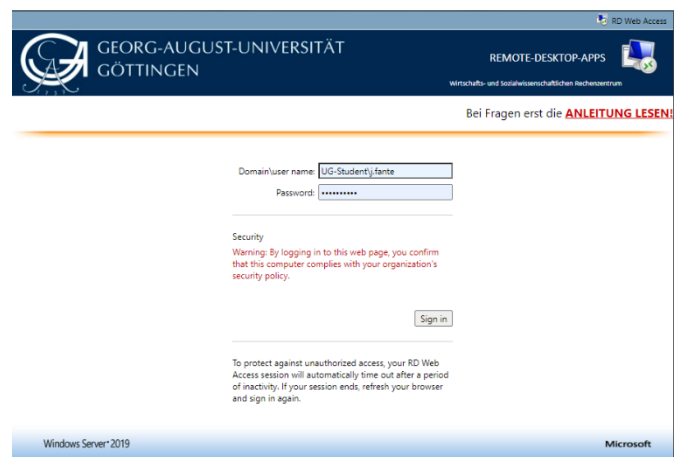 RD Web Access
GEORG-AUGUST-UNIVERSITÄT
GÖTTINGEN
REMOTE-DESKTOP-APPS
Wirtschafts- und Sozialwissenschaftlichen Rechenzentrum
Bei Fragen erst die ANLEITUNG LESEN!
Domain\user name: UG-Student\j.fante
Password: ••••••••••
Security
Warning: By logging in to this web page, you confirm
that this computer complies with your organization's
security policy.
Sign in
To protect against unauthorized access, your RD Web
Access session will automatically time out after a period
of inactivity. If your session ends, refresh your browser
and sign in again.
Windows Server 2019
Microsoft